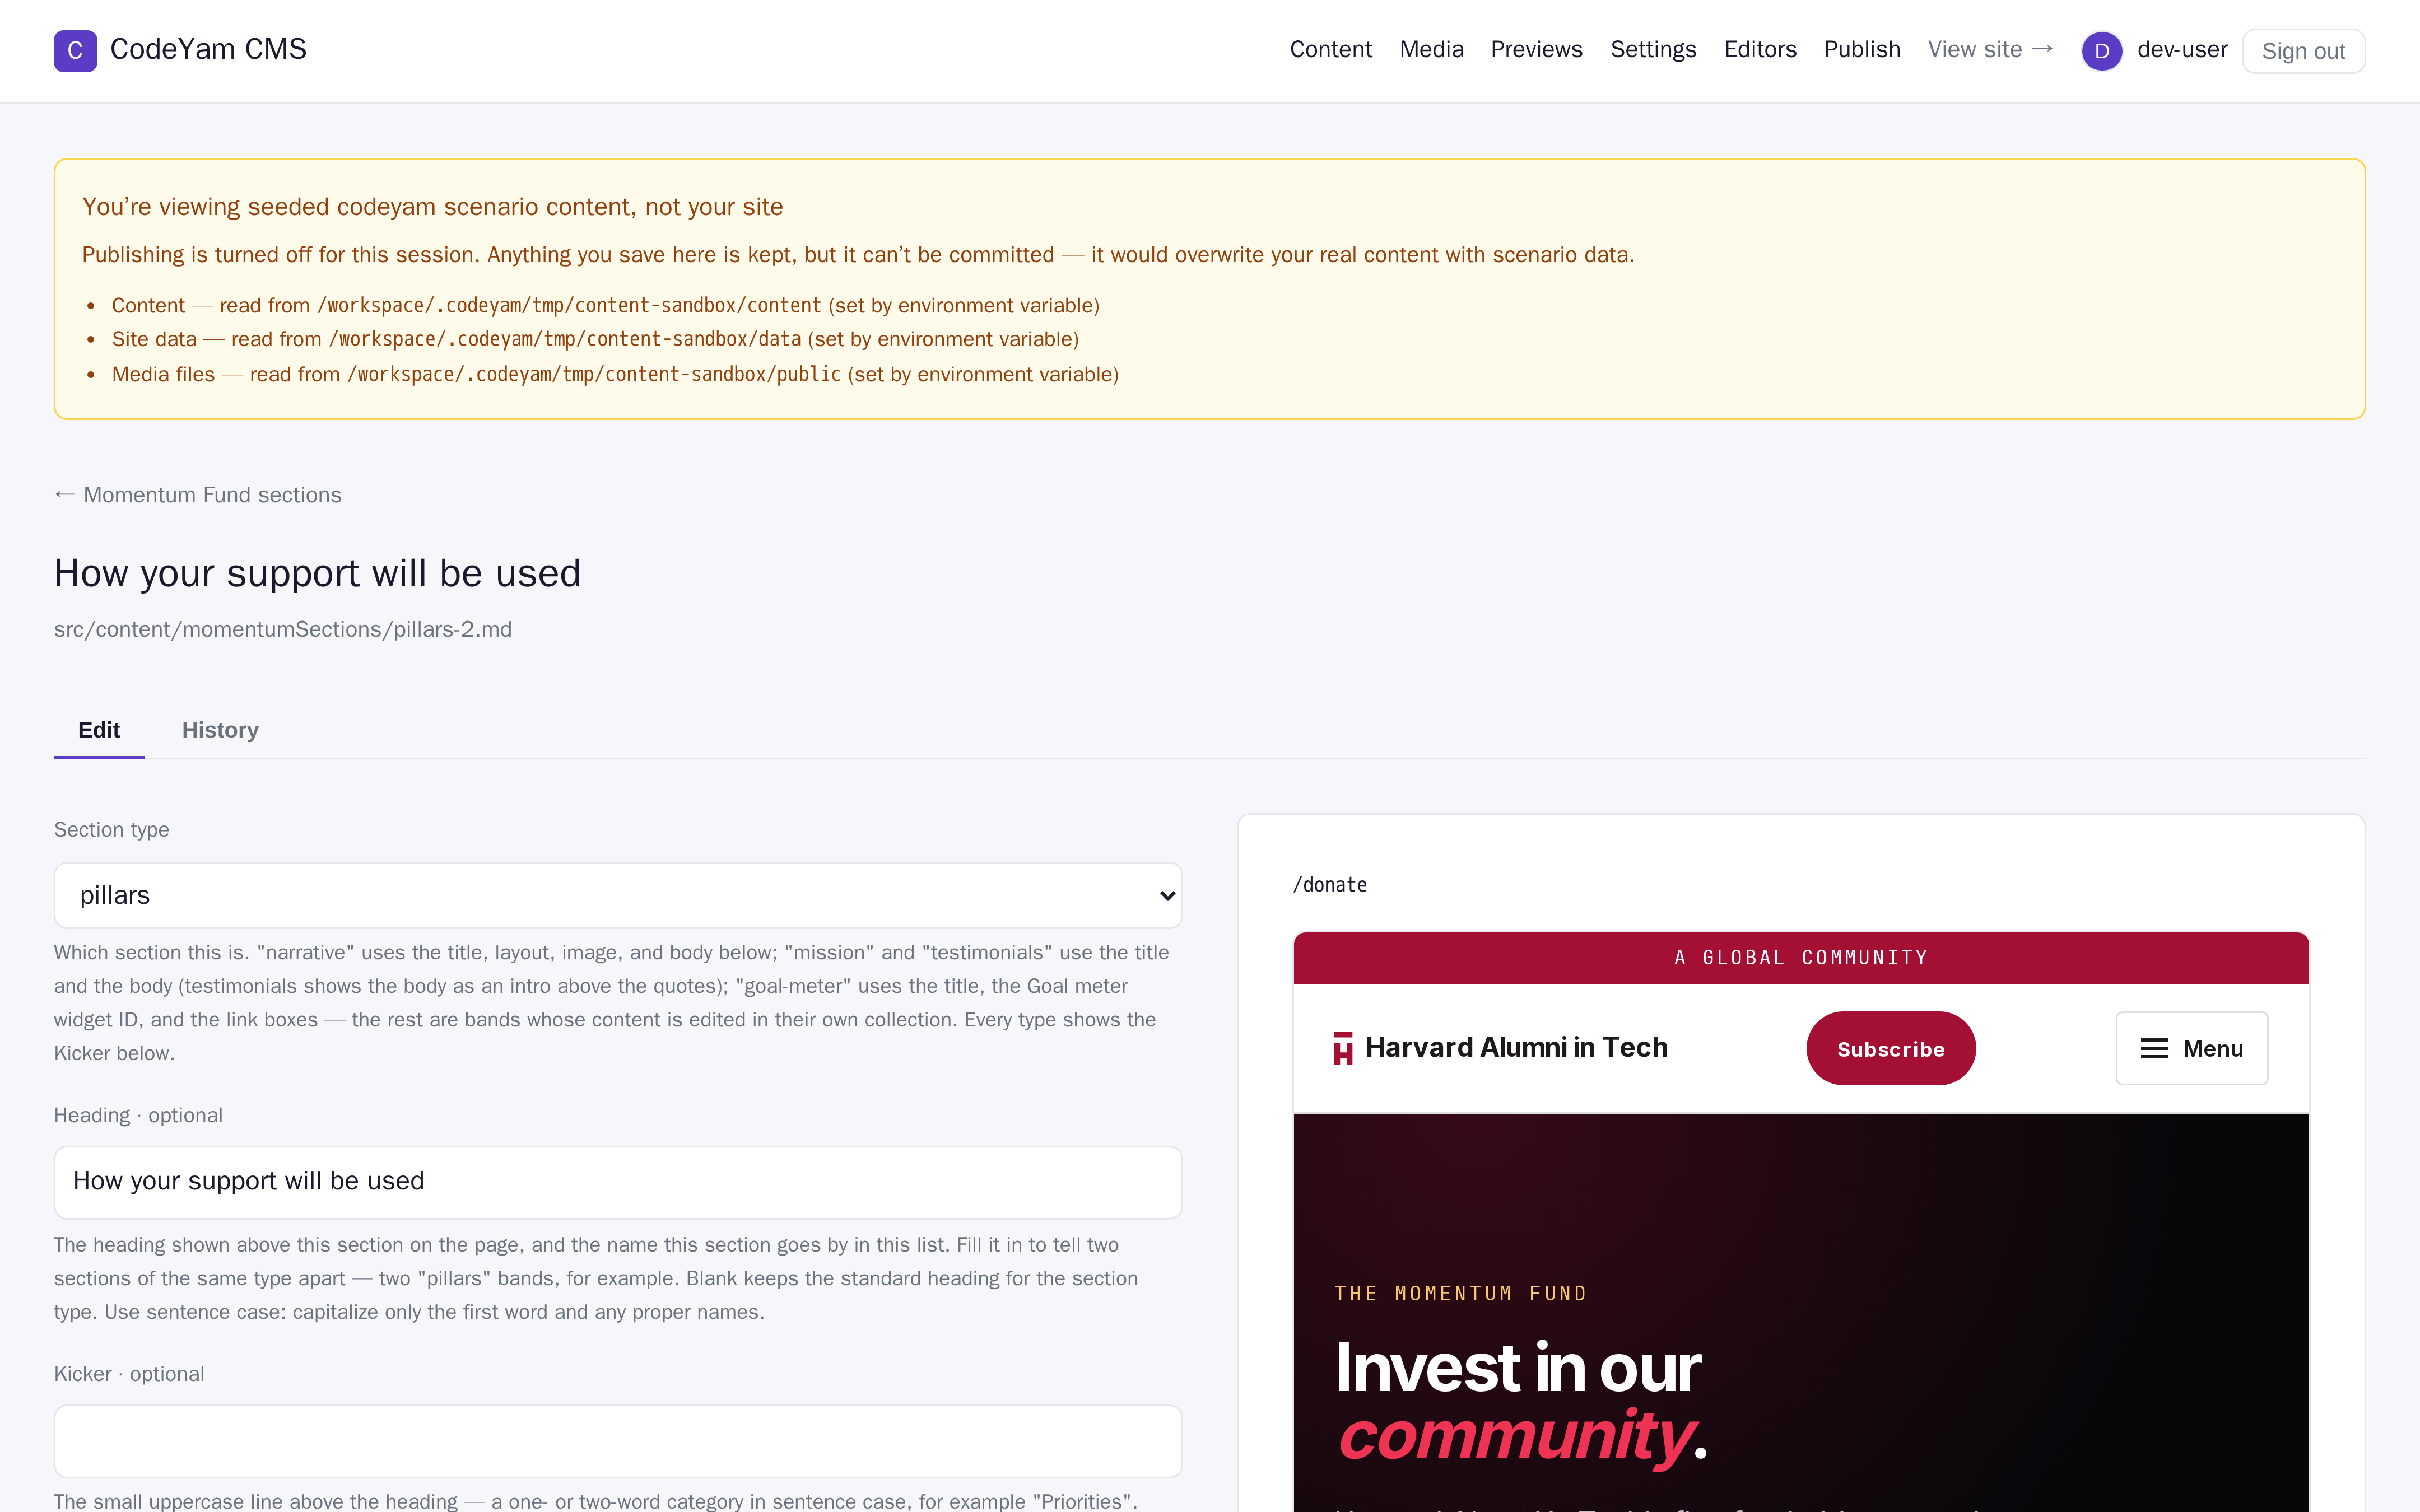 C CodeYam CMS
Content Media Previews Settings Editors Publish View site → D dev-user Sign out
You’re viewing seeded codeyam scenario content, not your site
Publishing is turned off for this session. Anything you save here is kept, but it can’t be committed — it would overwrite your real content with scenario data.
• Content — read from /workspace/.codeyam/tmp/content-sandbox/content (set by environment variable)
• Site data — read from /workspace/.codeyam/tmp/content-sandbox/data (set by environment variable)
• Media files — read from /workspace/.codeyam/tmp/content-sandbox/public (set by environment variable)
← Momentum Fund sections
How your support will be used
src/content/momentumSections/pillars-2.md
Edit History
Section type
pillars
Which section this is. "narrative" uses the title, layout, image, and body below; "mission" and "testimonials" use the title
and the body (testimonials shows the body as an intro above the quotes); "goal-meter" uses the title, the Goal meter
widget ID, and the link boxes — the rest are bands whose content is edited in their own collection. Every type shows the
Kicker below.
Heading · optional
How your support will be used
The heading shown above this section on the page, and the name this section goes by in this list. Fill it in to tell two
sections of the same type apart — two "pillars" bands, for example. Blank keeps the standard heading for the section
type. Use sentence case: capitalize only the first word and any proper names.
Kicker · optional
The small uppercase line above the heading — a one- or two-word category in sentence case, for example "Priorities".
/donate
A GLOBAL COMMUNITY
Harvard Alumni in Tech
Subscribe
Menu
THE MOMENTUM FUND
Invest in our
community.